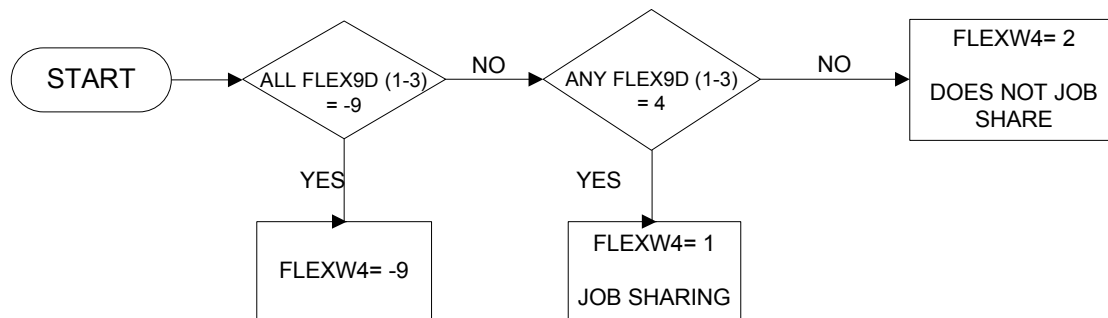 START
ALL FLEX9D (1-3)
= -9
NO
ANY FLEX9D (1-3)
= 4
NO
FLEXW4= 2
DOES NOT JOB
SHARE
YES
YES
FLEXW4= -9
FLEXW4= 1
JOB SHARING